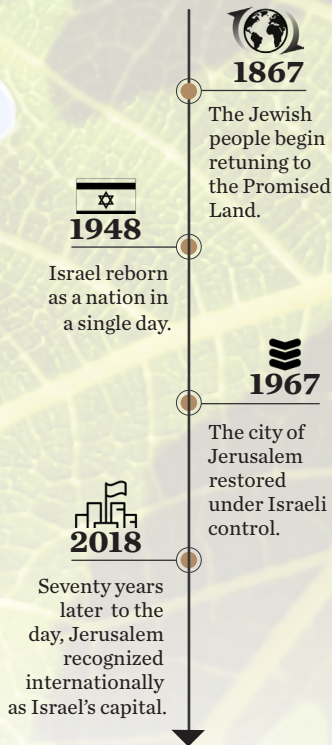 1867
The Jewish
people begin
retuning to
the Promised
Land.
1948
Israel reborn
as a nation in
a single day.
1967
The city of
Jerusalem
restored
under Israeli
control.
2018
Seventy years
later to the
day, Jerusalem
recognized
internationally
as Israel's capital.